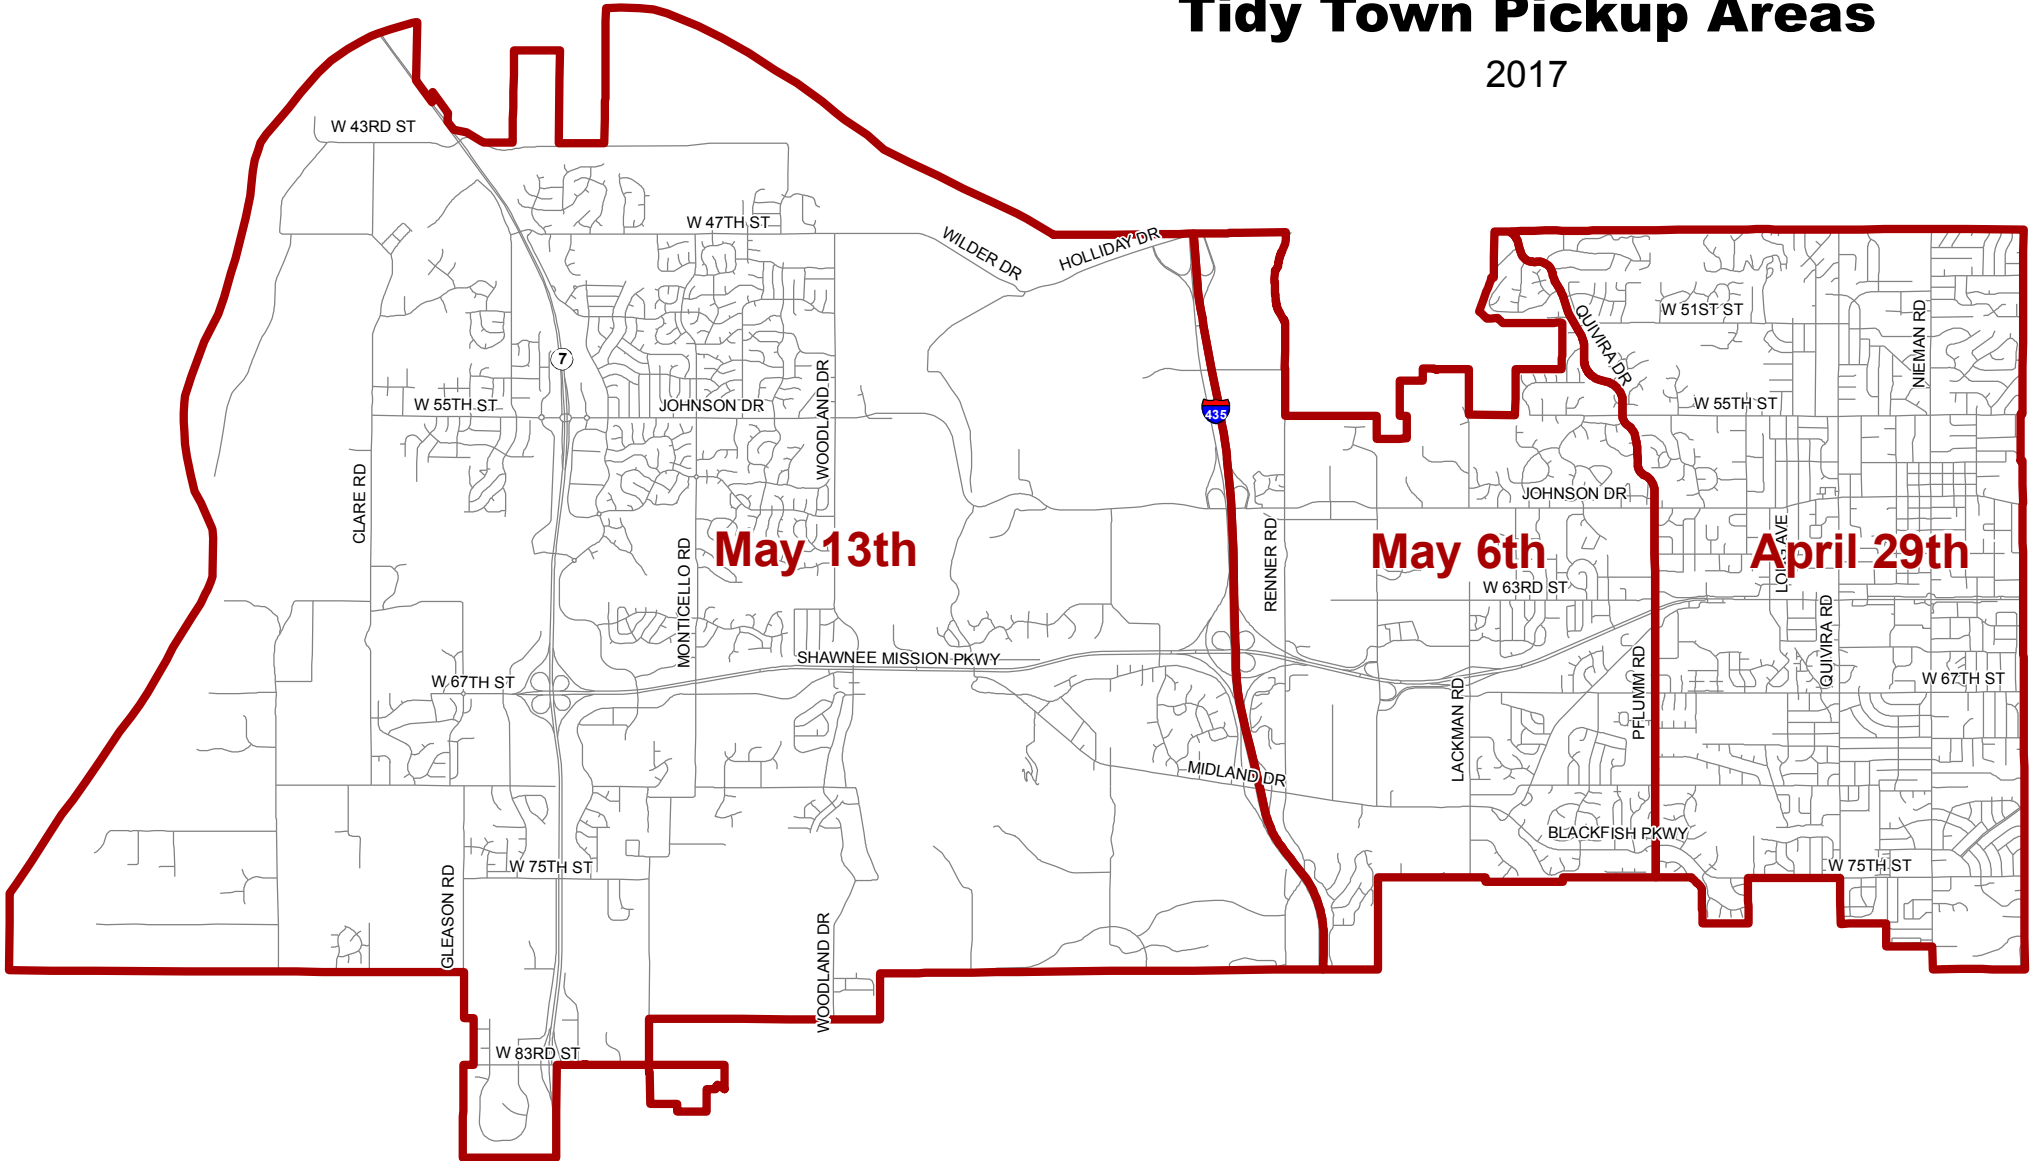 Tidy Town Pickup Areas
2017
W 43RD ST
W 47TH ST
WILDER DR
HOLLIDAY DR
W 51ST ST
QUIVIRA DR
NIEMAN RD
7
W 55TH ST
JOHNSON DR
WOODLAND DR
435
W 55TH ST
CLARE RD
JOHNSON DR
MONTICELLO RD
May 13th
RENNER RD
May 6th
April 29th
W 63RD ST
QUIVIRA RD
SHAWNEE MISSION PKWY
PFLUMM RD
W 67TH ST
W 67TH ST
LACKMAN RD
MIDLAND DR
BLACKFISH PKWY
W 75TH ST
W 75TH ST
GLEASON RD
WOODLAND DR
W 83RD ST